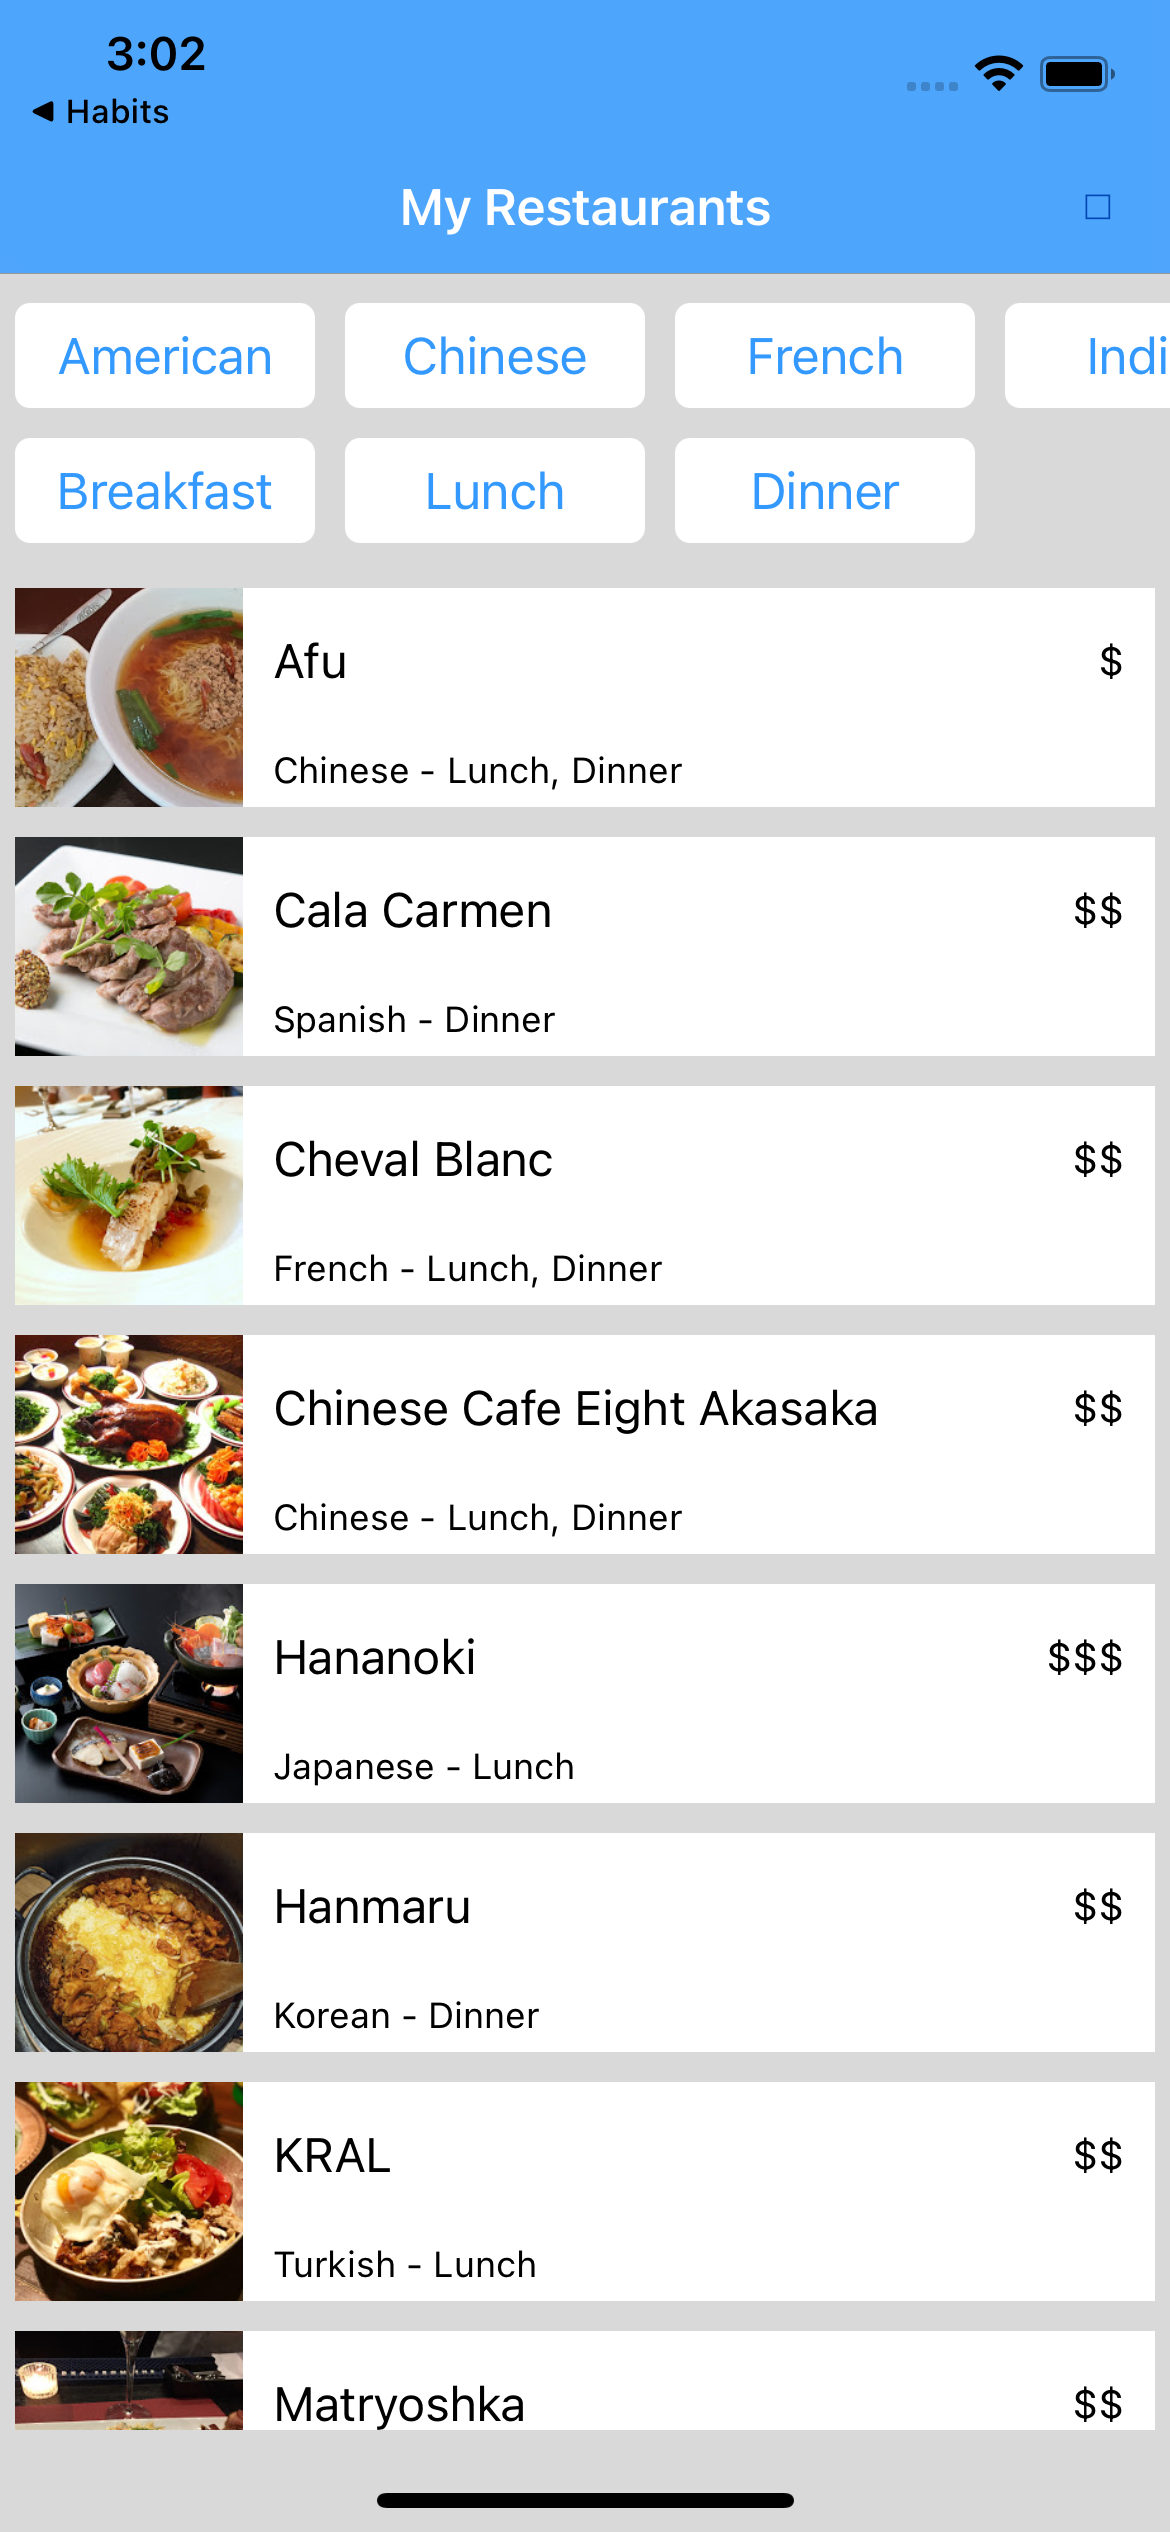 3:02
◀ Habits
My Restaurants
American Chinese French Indi
Breakfast Lunch Dinner
Afu $
Chinese - Lunch, Dinner
Cala Carmen $$
Spanish - Dinner
Cheval Blanc $$
French - Lunch, Dinner
Chinese Cafe Eight Akasaka $$
Chinese - Lunch, Dinner
Hananoki $$$
Japanese - Lunch
Hanmaru $$
Korean - Dinner
KRAL $$
Turkish - Lunch
Matryoshka $$